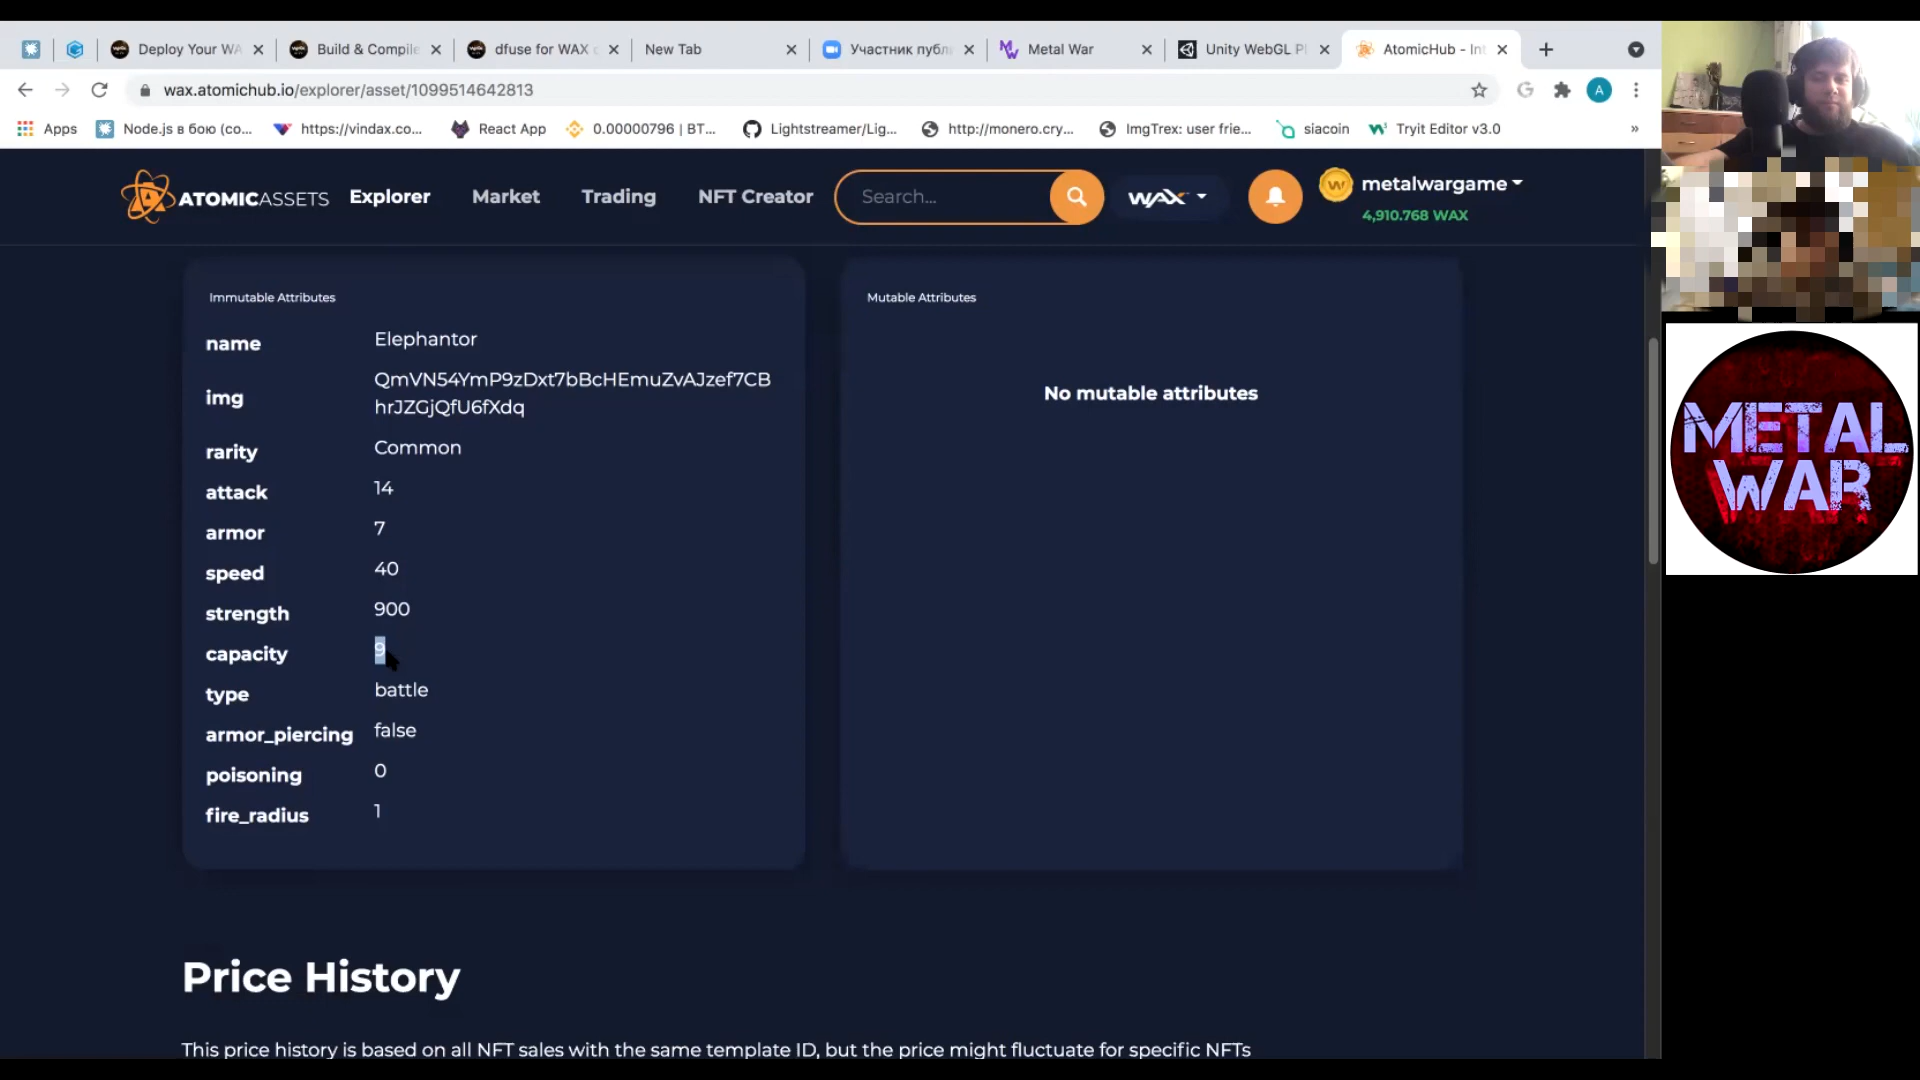 Deploy Your WA
Build & Compile
dfuse for WAX c
New Tab
Участник публ
Metal War
Unity WebGL Pl
AtomicHub - Int
wax.atomichub.io/explorer/asset/1099514642813
A
Apps
Node.js в бою (co...
https://vindax.co...
React App
0.00000796 | BT...
Lightstreamer/Lig...
http://monero.cry...
ImgTrex: user frie...
siacoin
Tryit Editor v3.0
»
ATOMICASSETS
Explorer
Market
Trading
NFT Creator
Search...
WAX
metalwargame
4,910.768 WAX
Immutable Attributes
name Elephantor
img QmVN54YmP9zDxt7bBcHEmuZvAJzef7CB
hrJZGjQfU6fXdq
rarity Common
attack 14
armor 7
speed 40
strength 900
capacity 9
type battle
armor_piercing false
poisoning 0
fire_radius 1
Mutable Attributes
No mutable attributes
Price History
This price history is based on all NFT sales with the same template ID, but the price might fluctuate for specific NFTs
METAL
WAR